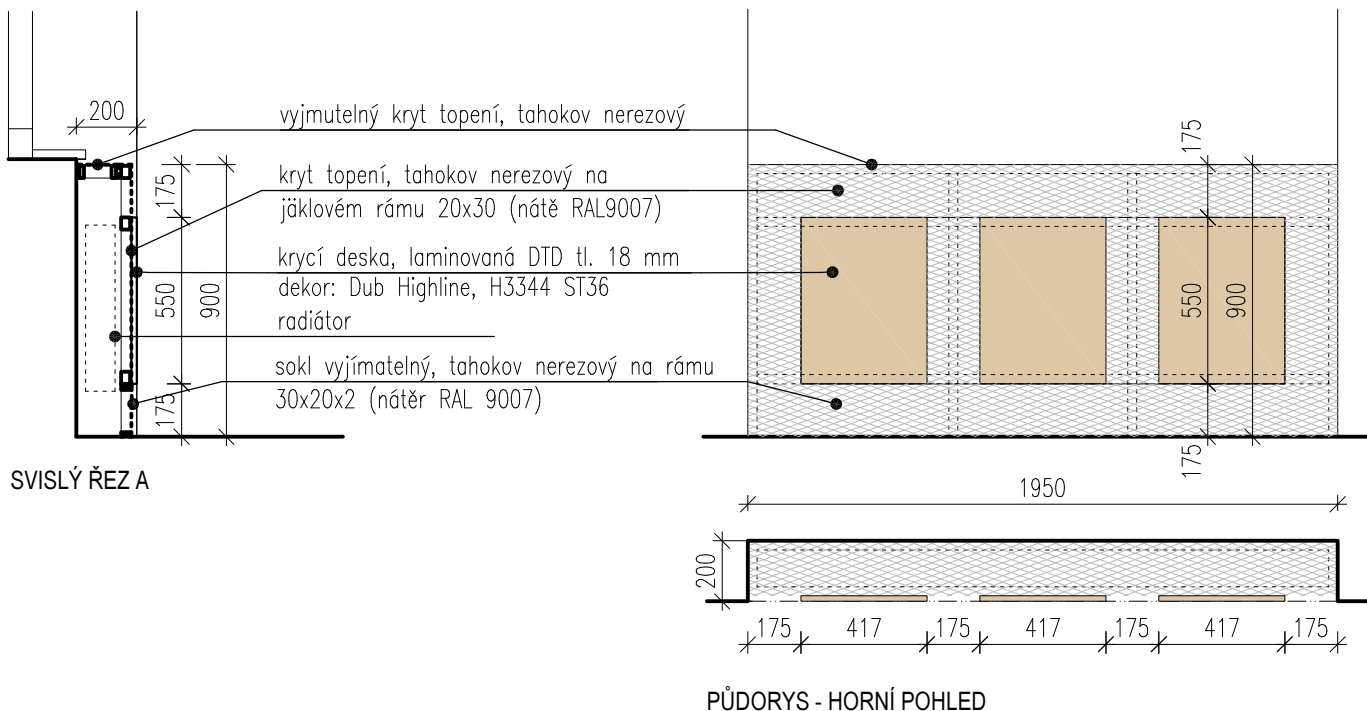 200
vyjmutelný kryt topení, tahokov nerezový
kryt topení, tahokov nerezový na
jäklovém rámu 20x30 (nátě RAL9007)
krycí deska, laminovaná DTD tl. 18 mm
dekor: Dub Highline, H3344 ST36
radiátor
sokl vyjímatelný, tahokov nerezový na rámu
30x20x2 (nátěr RAL 9007)
175
550
900
175
175
550
900
175
SVISLÝ ŘEZ A
1950
200
175 417 175 417 175 417 175
PŮDORYS - HORNÍ POHLED